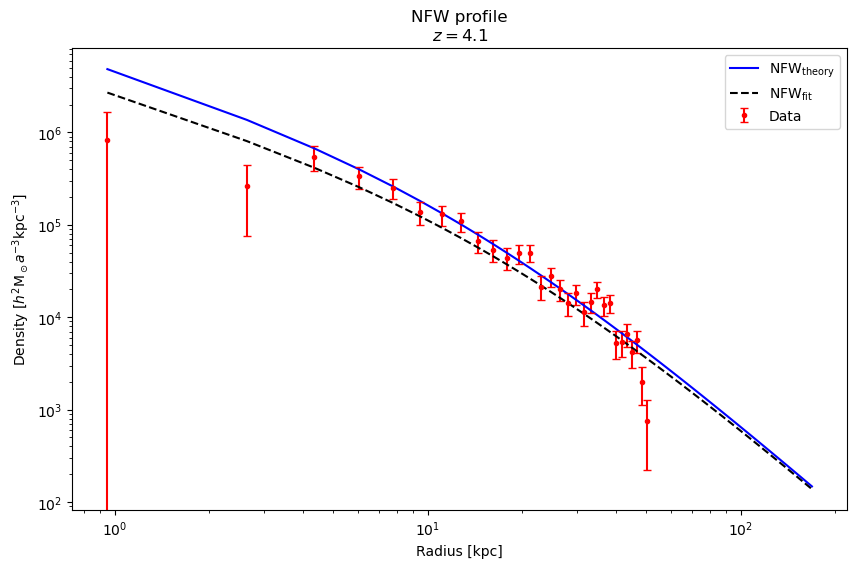 NFW profile
z = 4.1
NFW_theory
NFW_fit
Data
Density [h²M⊙a⁻³kpc⁻³]
10⁶
10⁵
10⁴
10³
10²
10⁰
10¹
10²
Radius [kpc]